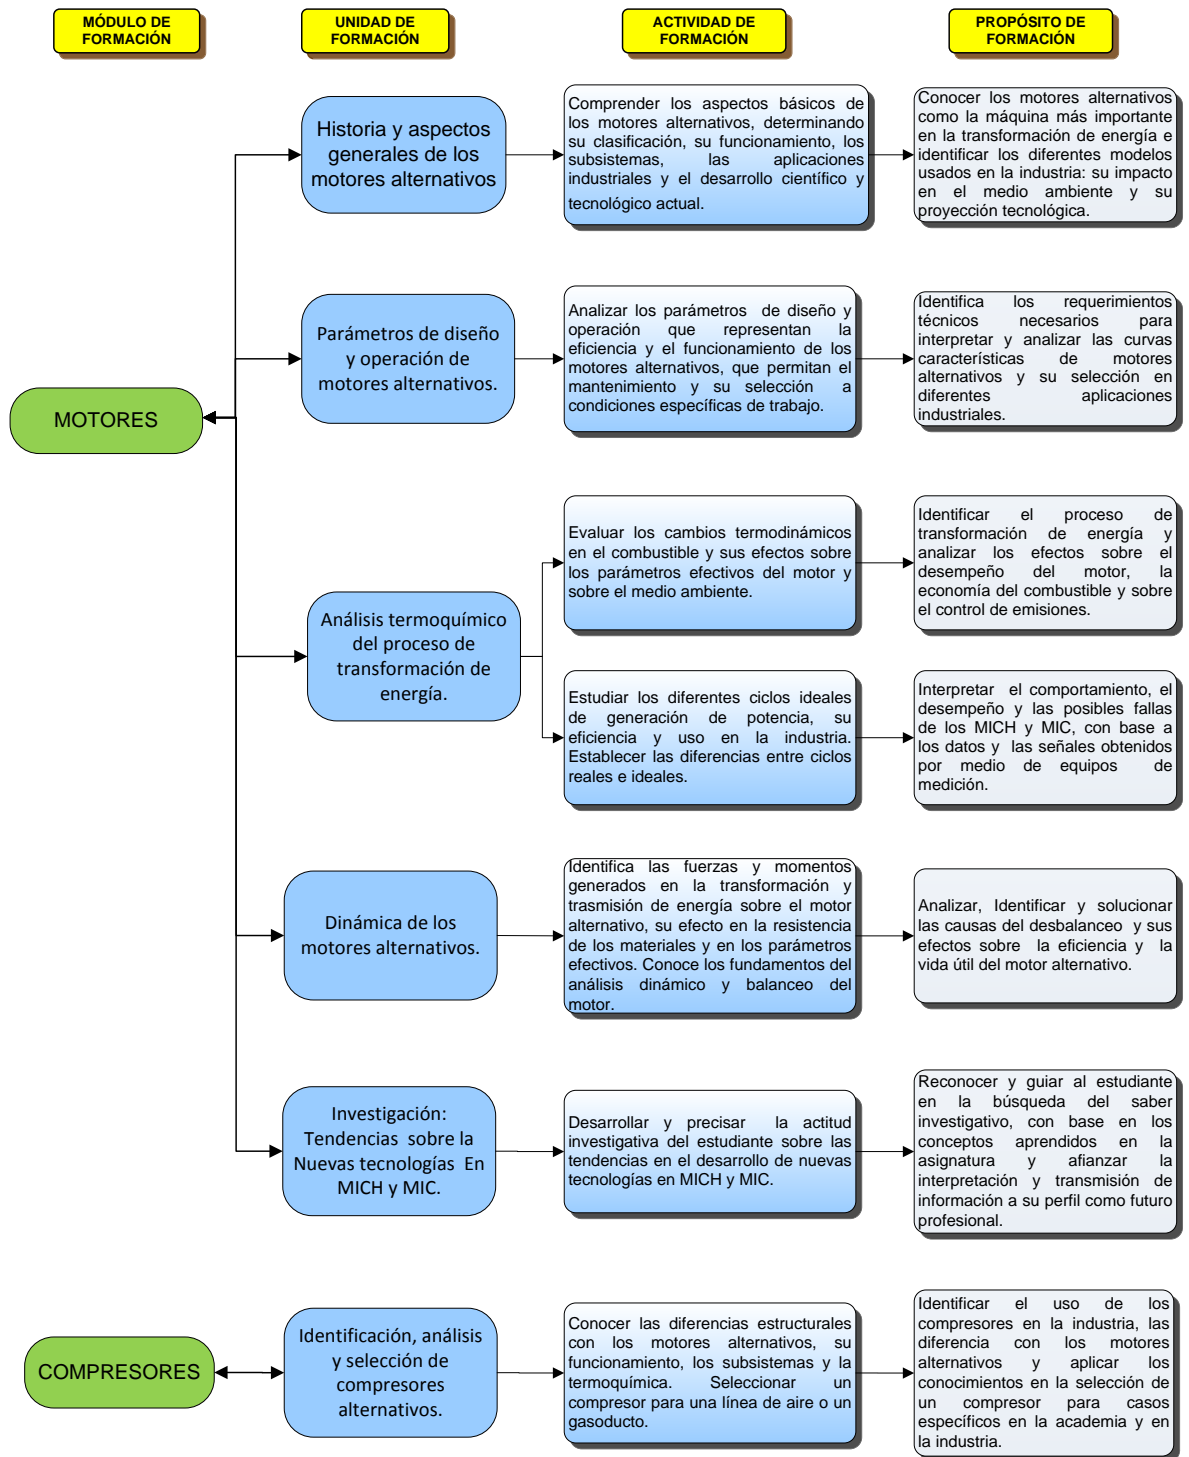 MÓDULO DE
FORMACIÓN
UNIDAD DE
FORMACIÓN
ACTIVIDAD DE
FORMACIÓN
PROPÓSITO DE
FORMACIÓN
MOTORES
Historia y aspectos
generales de los
motores alternativos
Comprender los aspectos básicos de
los motores alternativos, determinando
su clasificación, su funcionamiento, los
subsistemas, las aplicaciones
industriales y el desarrollo científico y
tecnológico actual.
Conocer los motores alternativos
como la máquina más importante
en la transformación de energía e
identificar los diferentes modelos
usados en la industria: su impacto
en el medio ambiente y su
proyección tecnológica.
Parámetros de diseño
y operación de
motores alternativos.
Analizar los parámetros de diseño y
operación que representan la
eficiencia y el funcionamiento de los
motores alternativos, que permitan el
mantenimiento y su selección a
condiciones específicas de trabajo.
Identifica los requerimientos
técnicos necesarios para
interpretar y analizar las curvas
características de motores
alternativos y su selección en
diferentes aplicaciones
industriales.
Análisis termoquímico
del proceso de
transformación de
energía.
Evaluar los cambios termodinámicos
en el combustible y sus efectos sobre
los parámetros efectivos del motor y
sobre el medio ambiente.
Identificar el proceso de
transformación de energía y
analizar los efectos sobre el
desempeño del motor, la
economía del combustible y sobre
el control de emisiones.
Estudiar los diferentes ciclos ideales
de generación de potencia, su
eficiencia y uso en la industria.
Establecer las diferencias entre ciclos
reales e ideales.
Interpretar el comportamiento, el
desempeño y las posibles fallas
de los MICH y MIC, con base a
los datos y las señales obtenidos
por medio de equipos de
medición.
Dinámica de los
motores alternativos.
Identifica las fuerzas y momentos
generados en la transformación y
trasmisión de energía sobre el motor
alternativo, su efecto en la resistencia
de los materiales y en los parámetros
efectivos. Conoce los fundamentos del
análisis dinámico y balanceo del
motor.
Analizar, Identificar y solucionar
las causas del desbalanceo y sus
efectos sobre la eficiencia y la
vida útil del motor alternativo.
Investigación:
Tendencias sobre la
Nuevas tecnologías En
MICH y MIC.
Desarrollar y precisar la actitud
investigativa del estudiante sobre las
tendencias en el desarrollo de nuevas
tecnologías en MICH y MIC.
Reconocer y guiar al estudiante
en la búsqueda del saber
investigativo, con base en los
conceptos aprendidos en la
asignatura y afianzar la
interpretación y transmisión de
información a su perfil como futuro
profesional.
COMPRESORES
Identificación, análisis
y selección de
compresores
alternativos.
Conocer las diferencias estructurales
con los motores alternativos, su
funcionamiento, los subsistemas y la
termoquímica. Seleccionar un
compresor para una línea de aire o un
gasoducto.
Identificar el uso de los
compresores en la industria, las
diferencia con los motores
alternativos y aplicar los
conocimientos en la selección de
un compresor para casos
específicos en la academia y en
la industria.